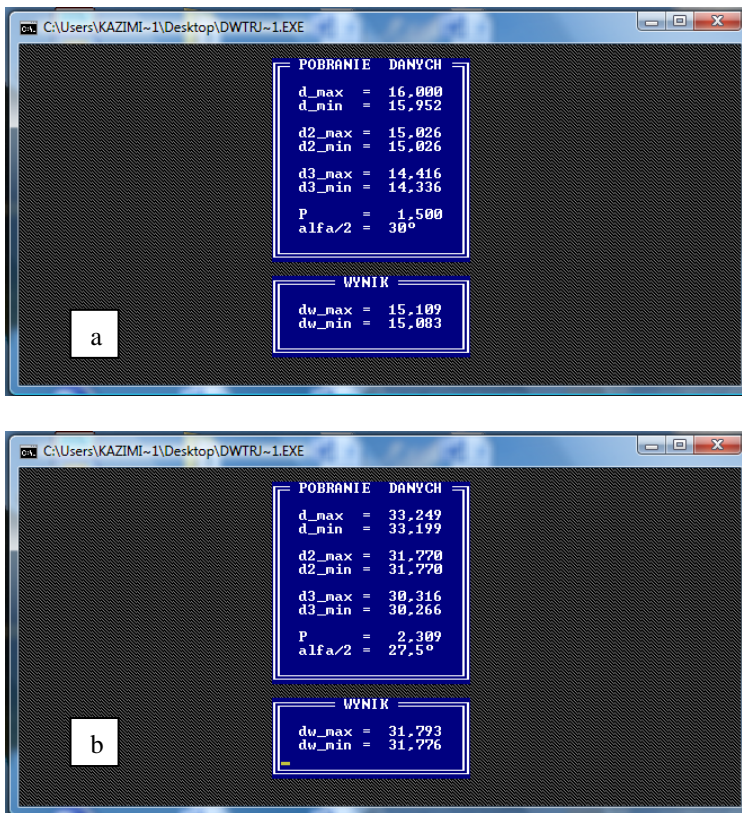 C:\Users\KAZIMI~1\Desktop\DWTRJ~1.EXE
POBRANIE DANYCH
d_max = 16,000
d_min = 15,952
d2_max = 15,026
d2_min = 15,026
d3_max = 14,416
d3_min = 14,336
P = 1,500
alfa/2 = 30º
WYNIK
dw_max = 15,109
dw_min = 15,083
a
C:\Users\KAZIMI~1\Desktop\DWTRJ~1.EXE
POBRANIE DANYCH
d_max = 33,249
d_min = 33,199
d2_max = 31,770
d2_min = 31,770
d3_max = 30,316
d3_min = 30,266
P = 2,309
alfa/2 = 27,5º
WYNIK
dw_max = 31,793
dw_min = 31,776
b